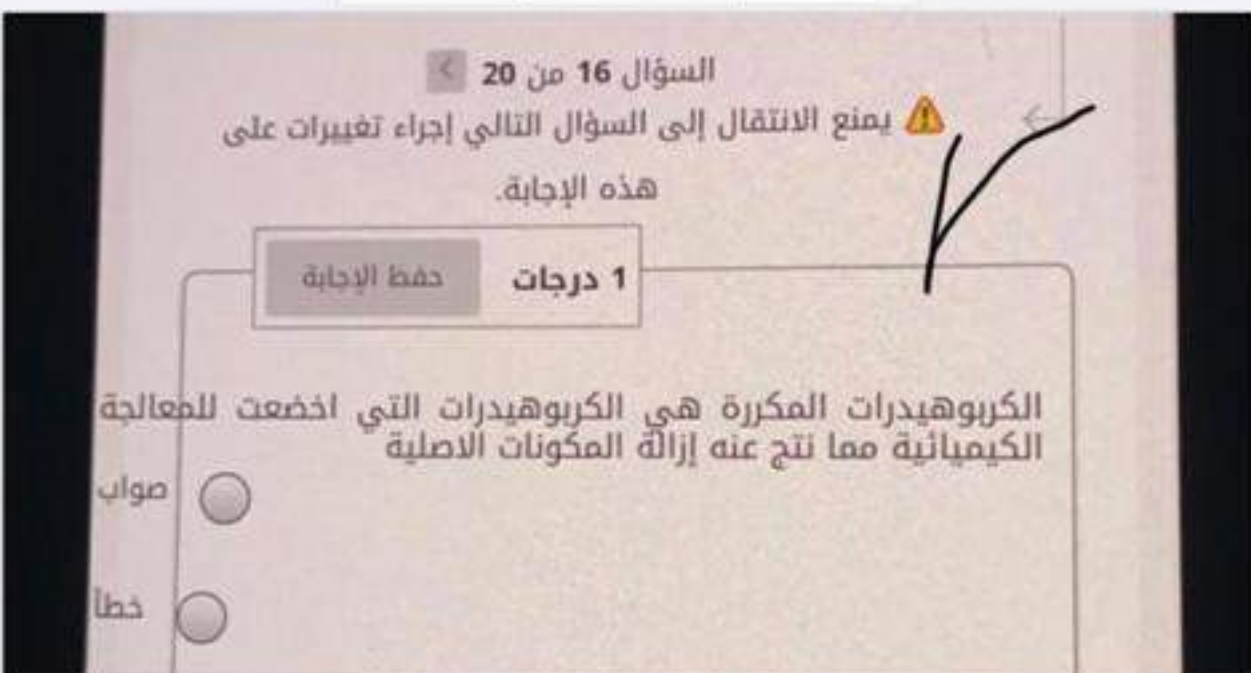 السؤال 16 من 20
يمنع الانتقال إلى السؤال التالي إجراء تغييرات على
هذه الإجابة.
1 درجات
حفظ الإجابة
الكربوهيدرات المكررة هي الكربوهيدرات التي اخضعت للمعالجة
الكيميائية مما نتج عنه إزالة المكونات الاصلية
صواب
خطأ